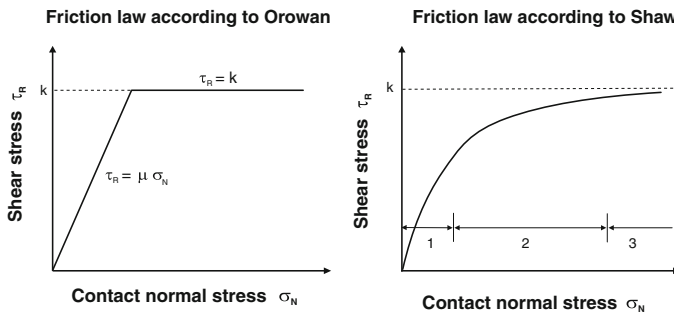 Friction law according to Orowan
k
τR = k
τR = μ σN
Shear stress τR
Contact normal stress σN
Friction law according to Shaw
k
1
2
3
Shear stress τR
Contact normal stress σN